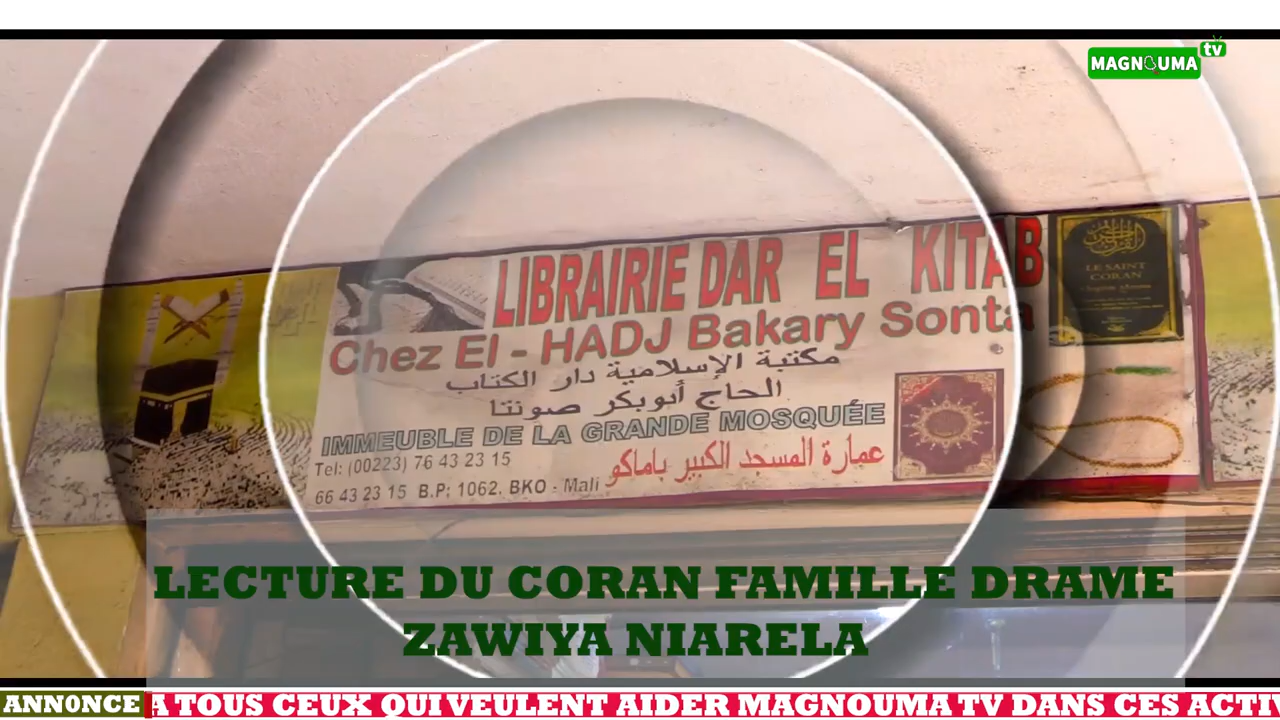 MAGNOUMA tv
LIBRAIRIE DAR EL KITAB
Chez El - HADJ Bakary Sonta
مكتبة الإسلامية دار الكتاب
الحاج أبوبكر صونتا
IMMEUBLE DE LA GRANDE MOSQUÉE
عمارة المسجد الكبير باماكو
Tel: (00223) 76 43 23 15
66 43 23 15 B.P: 1062. BKO - Mali
LE SAINT
CORAN
LECTURE DU CORAN FAMILLE DRAME
ZAWIYA NIARELA
ANNONCE A TOUS CEUX QUI VEULENT AIDER MAGNOUMA TV DANS CES ACTI